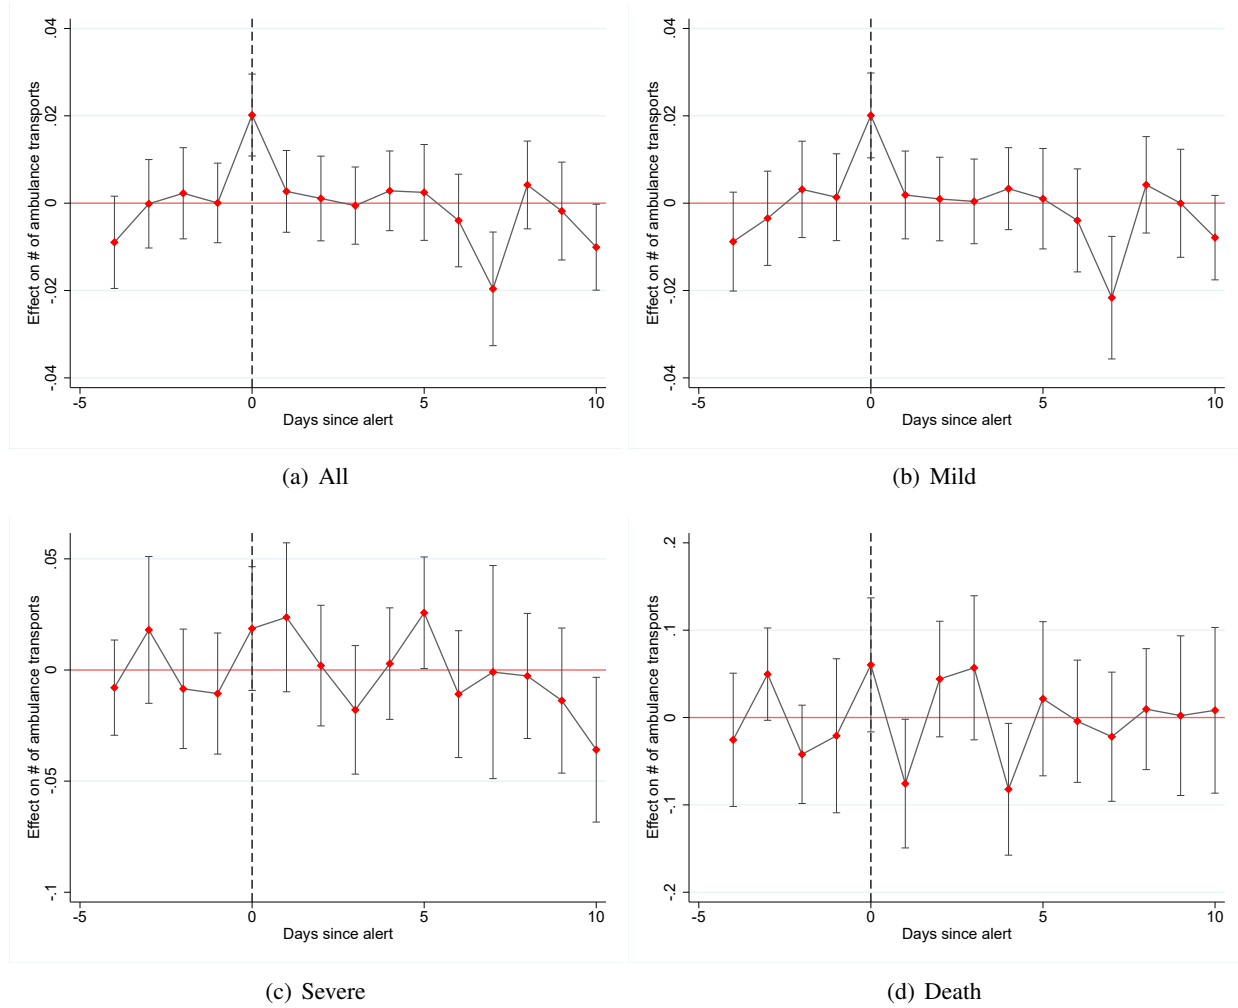 .04
.02
0
-.02
-.04
Effect on # of ambulance transports
-5
0
5
10
Days since alert
(a) All
.04
.02
0
-.02
-.04
Effect on # of ambulance transports
-5
0
5
10
Days since alert
(b) Mild
.05
0
-.05
-.1
Effect on # of ambulance transports
-5
0
5
10
Days since alert
(c) Severe
.2
.1
0
-.1
-.2
Effect on # of ambulance transports
-5
0
5
10
Days since alert
(d) Death